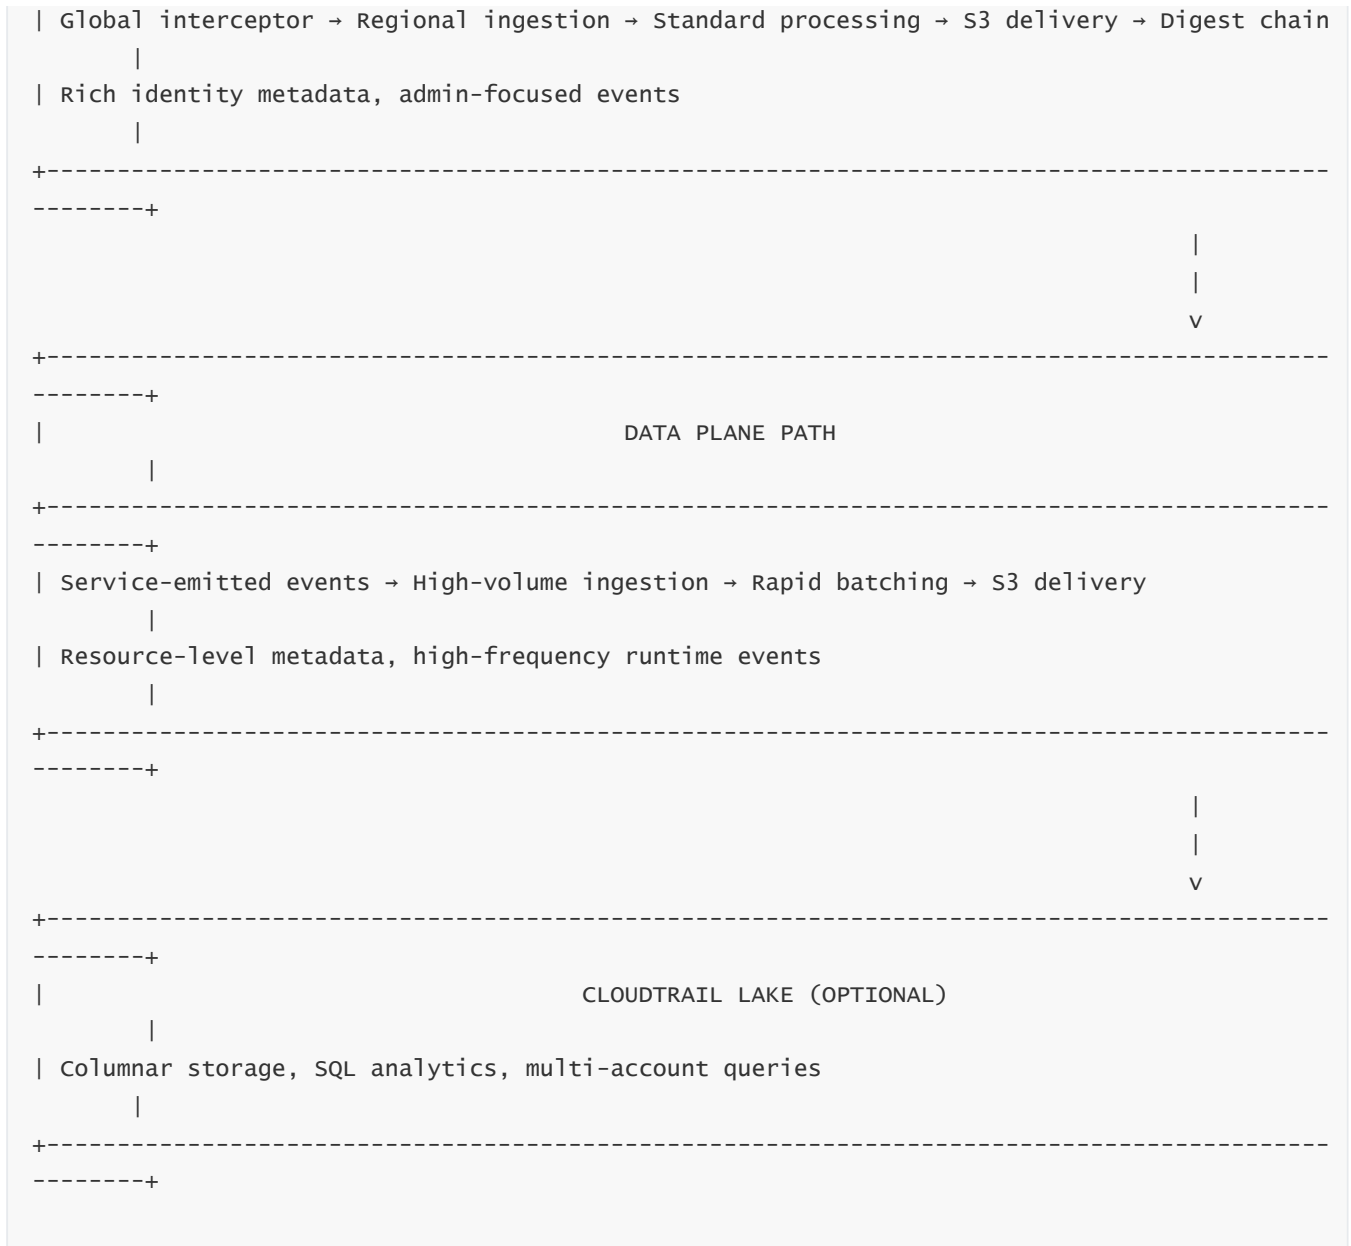 | Global interceptor → Regional ingestion → Standard processing → S3 delivery → Digest chain
|
| Rich identity metadata, admin-focused events
|
+------------------------------------------------------------------------------------------
--------+
|
|
v
+------------------------------------------------------------------------------------------
--------+
| DATA PLANE PATH
|
+------------------------------------------------------------------------------------------
--------+
| Service-emitted events → High-volume ingestion → Rapid batching → S3 delivery
|
| Resource-level metadata, high-frequency runtime events
|
+------------------------------------------------------------------------------------------
--------+
|
|
v
+------------------------------------------------------------------------------------------
--------+
| CLOUDTRAIL LAKE (OPTIONAL)
|
| Columnar storage, SQL analytics, multi-account queries
|
+------------------------------------------------------------------------------------------
--------+